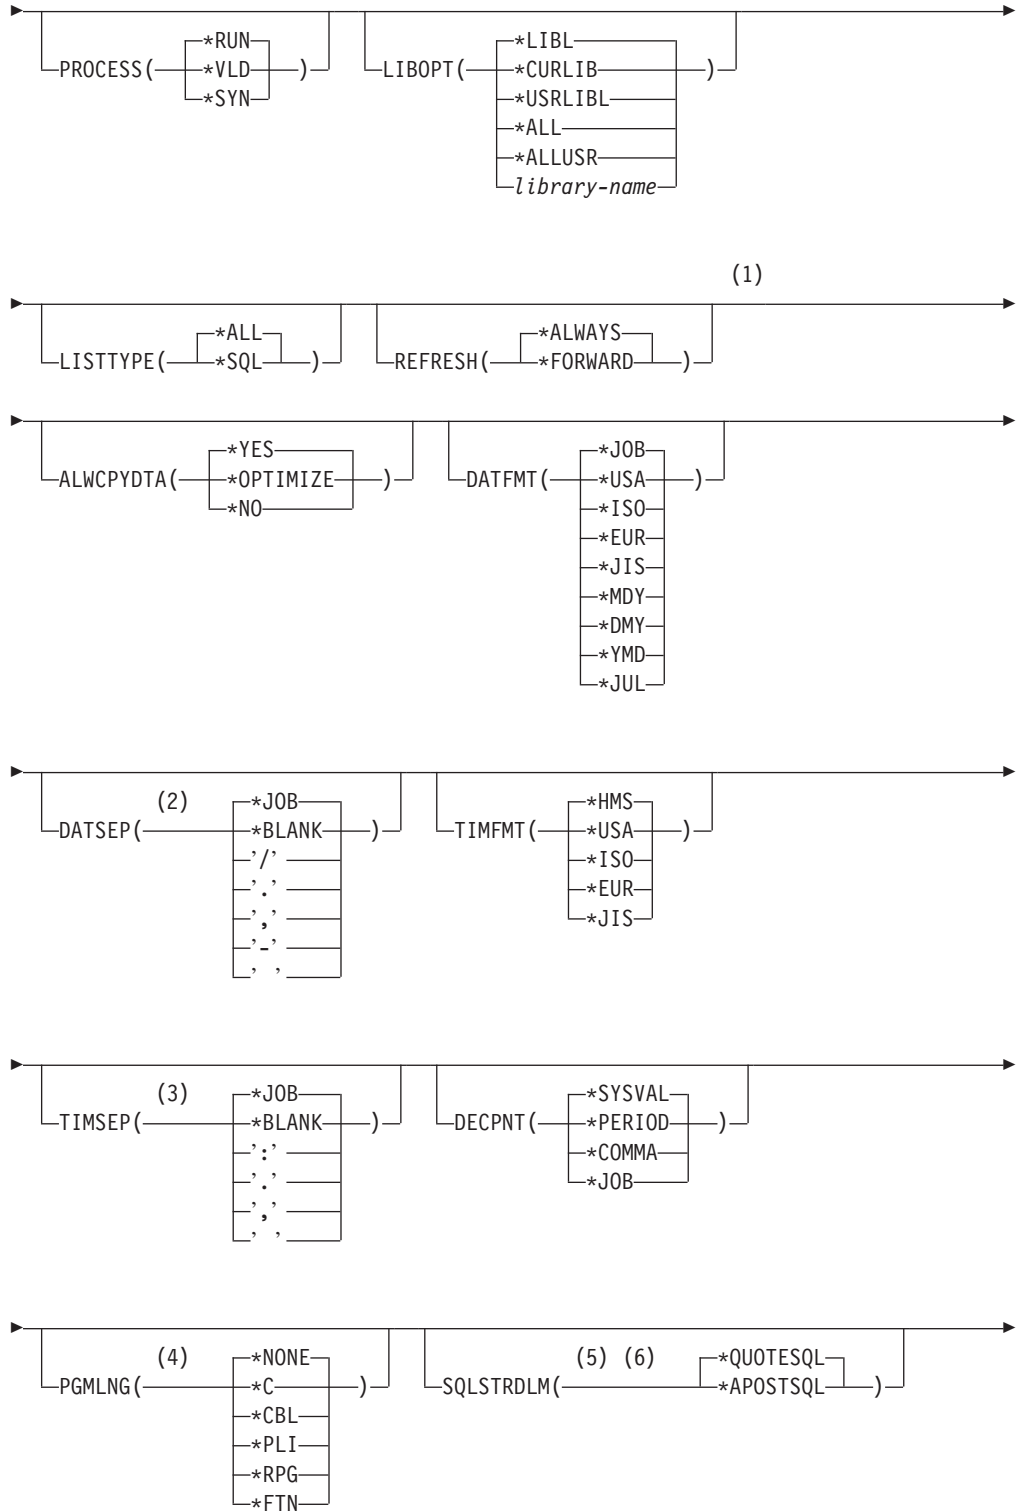 *RUN *LIBL
PROCESS( *VLD ) LIBOPT( *CURLIB )
*SYN *USRLIBL
*ALL
*ALLUSR
library-name
(1)
*ALL *ALWAYS
LISTTYPE( *SQL ) REFRESH( *FORWARD )
*YES *JOB
ALWCPYDTA( *OPTIMIZE ) DATFMT( *USA )
*NO *ISO
*EUR
*JIS
*MDY
*DMY
*YMD
*JUL
(2) *JOB *HMS
DATSEP( *BLANK ) TIMFMT( *USA )
'/' *ISO
'.' *EUR
',' *JIS
'-'
' '
(3) *JOB *SYSVAL
TIMSEP( *BLANK ) DECPNT( *PERIOD )
':' *COMMA
'.' *JOB
','
' '
(4) *NONE (5) (6) *QUOTESQL
PGMLNG( *C ) SQLSTRDLM( *APOSTSQL )
*CBL
*PLI
*RPG
*FTN